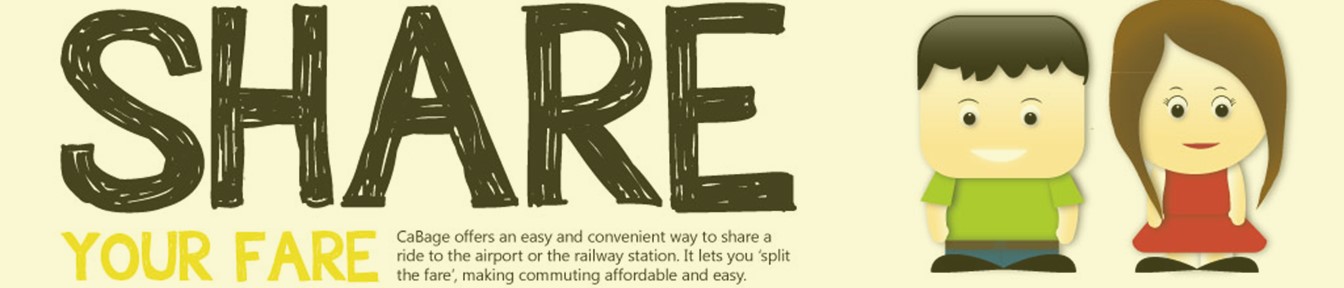 SHARE
YOUR FARE
CaBage offers an easy and convenient way to share a
ride to the airport or the railway station. It lets you ‘split
the fare’, making commuting affordable and easy.